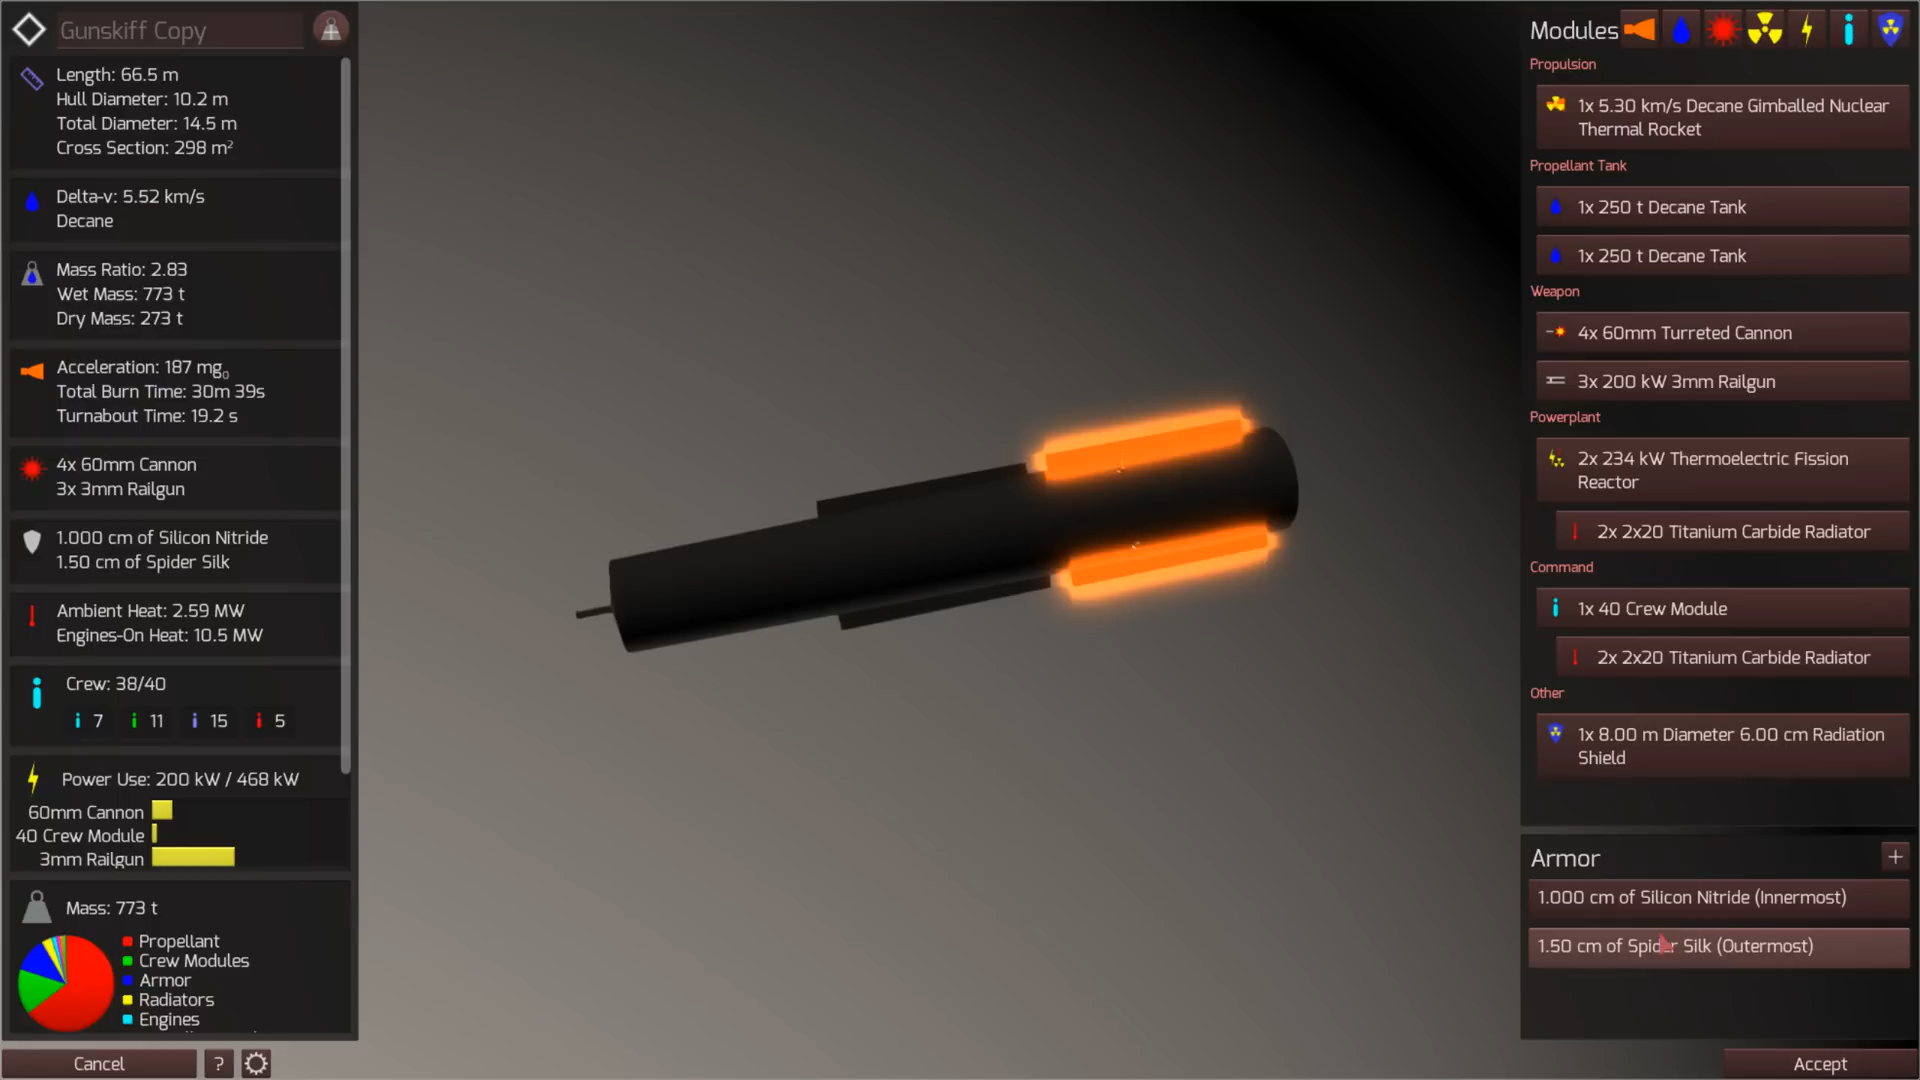 Gunskiff Copy
Length: 66.5 m
Hull Diameter: 10.2 m
Total Diameter: 14.5 m
Cross Section: 298 m²
Delta-v: 5.52 km/s
Decane
Mass Ratio: 2.83
Wet Mass: 773 t
Dry Mass: 273 t
Acceleration: 187 mg₀
Total Burn Time: 30m 39s
Turnabout Time: 19.2 s
4x 60mm Cannon
3x 3mm Railgun
1.000 cm of Silicon Nitride
1.50 cm of Spider Silk
Ambient Heat: 2.59 MW
Engines-On Heat: 10.5 MW
Crew: 38/40
7 11 15 5
Power Use: 200 kW / 468 kW
60mm Cannon
40 Crew Module
3mm Railgun
Mass: 773 t
Propellant
Crew Modules
Armor
Radiators
Engines
Cancel
?
Modules
Propulsion
1x 5.30 km/s Decane Gimballed Nuclear
Thermal Rocket
Propellant Tank
1x 250 t Decane Tank
1x 250 t Decane Tank
Weapon
4x 60mm Turreted Cannon
3x 200 kW 3mm Railgun
Powerplant
2x 234 kW Thermoelectric Fission
Reactor
2x 2x20 Titanium Carbide Radiator
Command
1x 40 Crew Module
2x 2x20 Titanium Carbide Radiator
Other
1x 8.00 m Diameter 6.00 cm Radiation
Shield
Armor
+
1.000 cm of Silicon Nitride (Innermost)
1.50 cm of Spider Silk (Outermost)
Accept